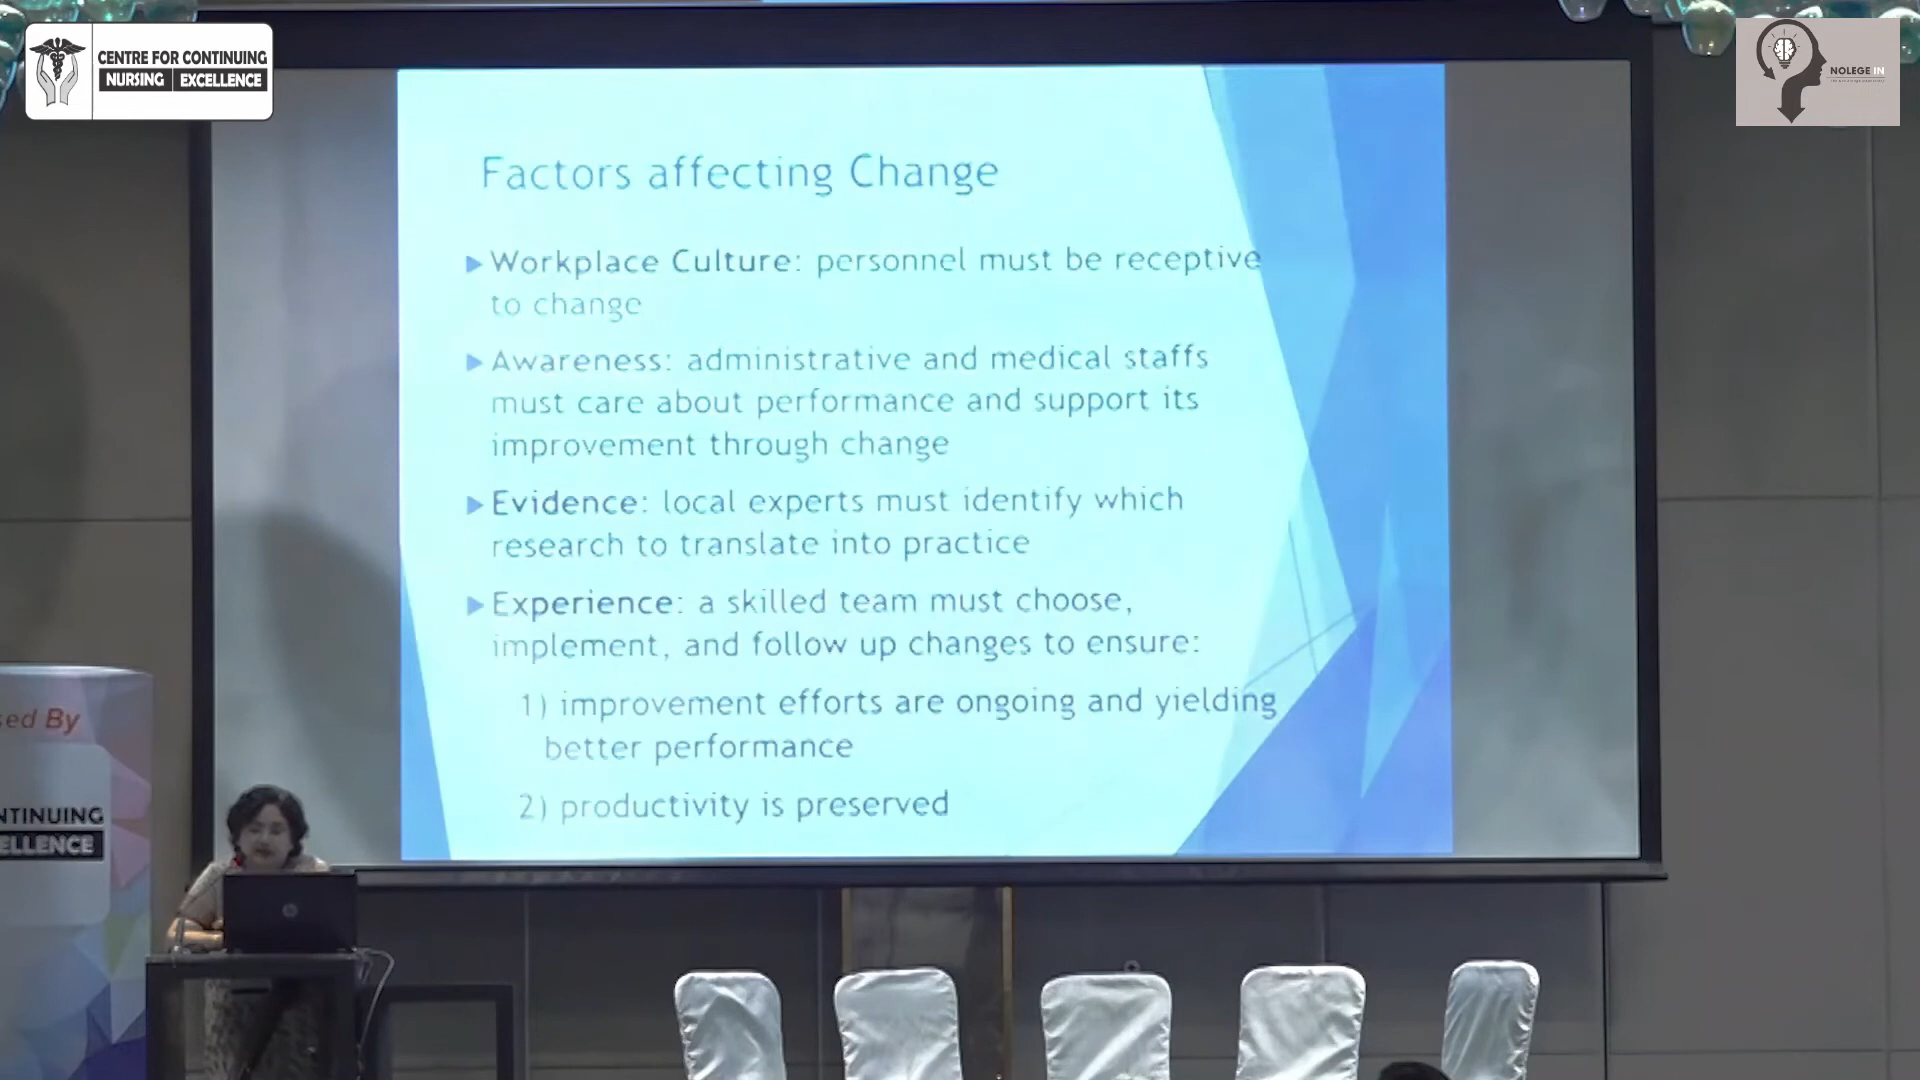 CENTRE FOR CONTINUING
NURSING EXCELLENCE
NOLEGE IN
Factors affecting Change
Workplace Culture: personnel must be receptive
to change
Awareness: administrative and medical staffs
must care about performance and support its
improvement through change
Evidence: local experts must identify which
research to translate into practice
Experience: a skilled team must choose,
implement, and follow up changes to ensure:
1) improvement efforts are ongoing and yielding
better performance
2) productivity is preserved
sed By
NTINUING
ELLENCE
hp